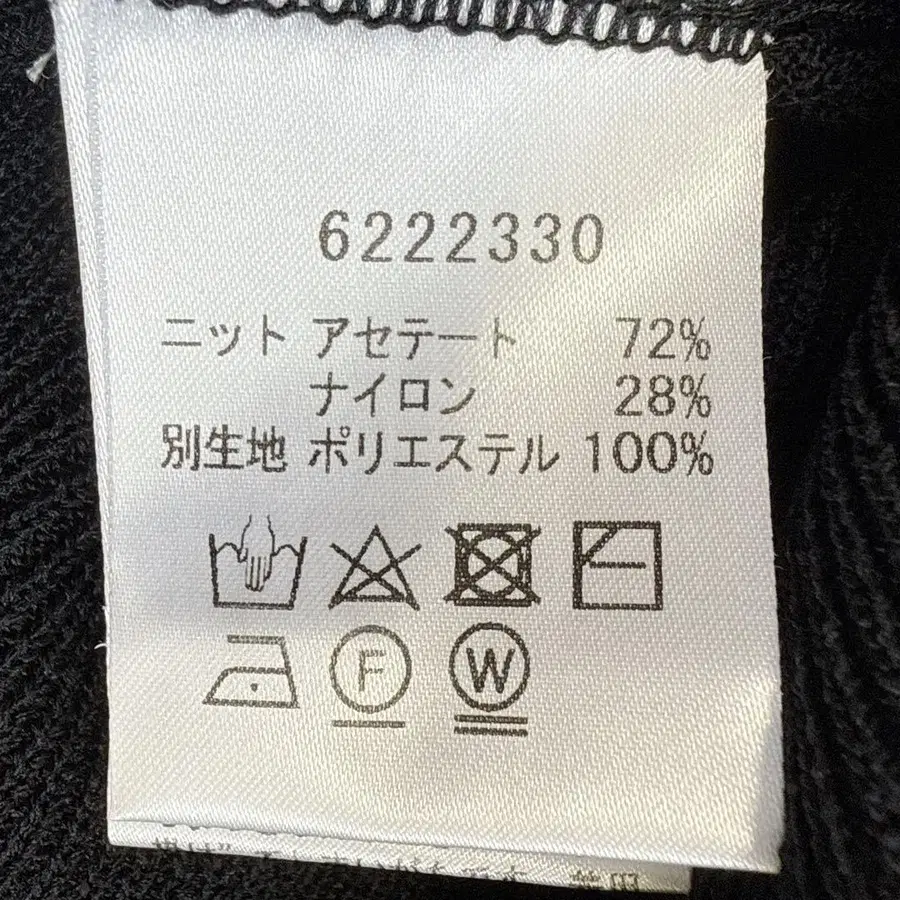 6222330
ニット アセテート 72%
ナイロン 28%
別生地 ポリエステル 100%
F W